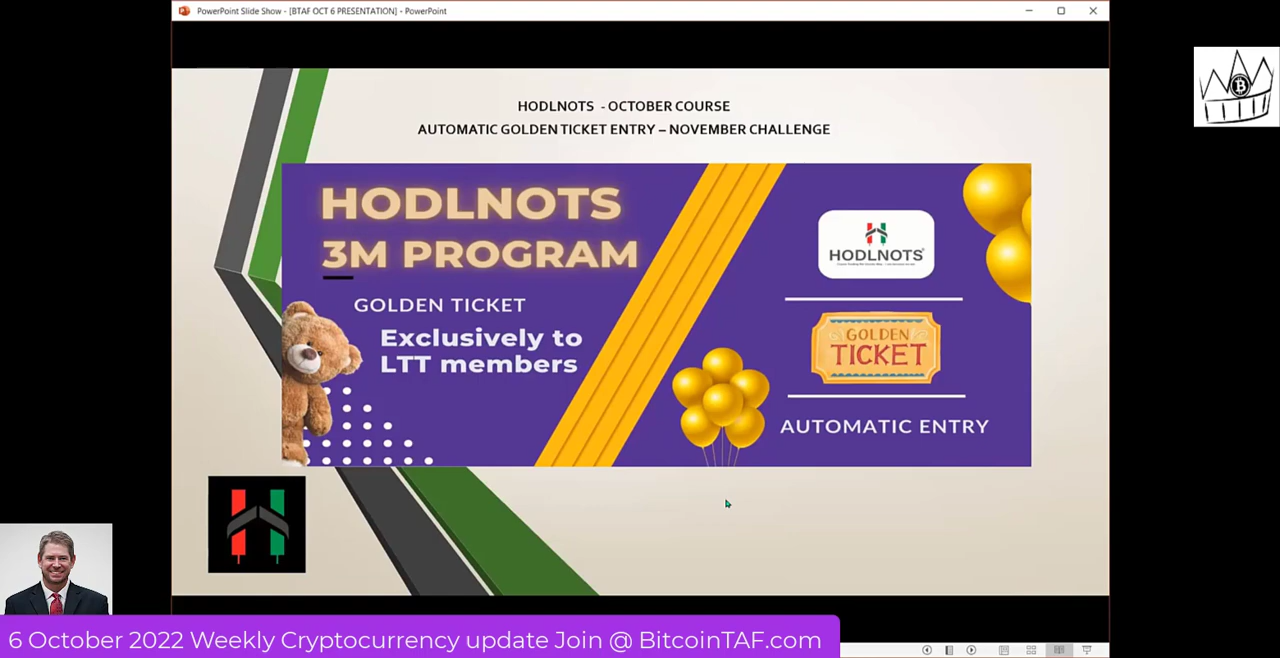 PowerPoint Slide Show - [BTAF OCT 6 PRESENTATION] - PowerPoint
HODLNOTS - OCTOBER COURSE
AUTOMATIC GOLDEN TICKET ENTRY – NOVEMBER CHALLENGE
HODLNOTS
3M PROGRAM
GOLDEN TICKET
Exclusively to
LTT members
HODLNOTS
GOLDEN
TICKET
AUTOMATIC ENTRY
6 October 2022 Weekly Cryptocurrency update Join @ BitcoinTAF.com